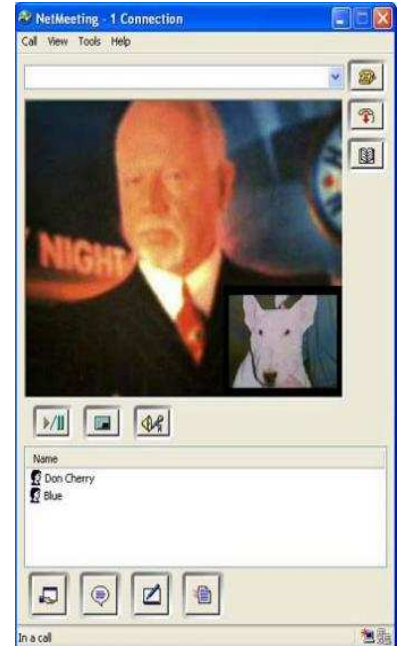 NetMeeting - 1 Connection
Call View Tools Help
NIGHT
Name
Don Cherry
Blue
In a call